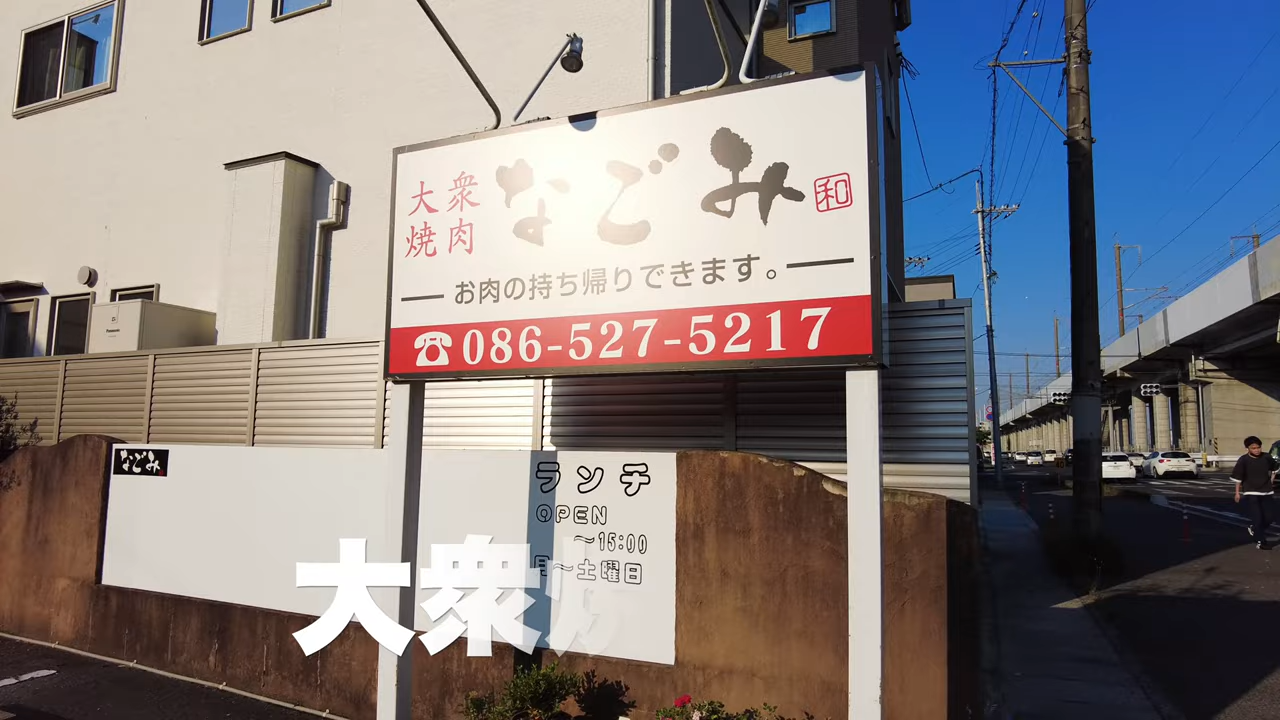 大衆
焼肉
なごみ
和
お肉の持ち帰りできます。
086-527-5217
なごみ
ランチ
OPEN
～15:00
月～土曜日
大衆